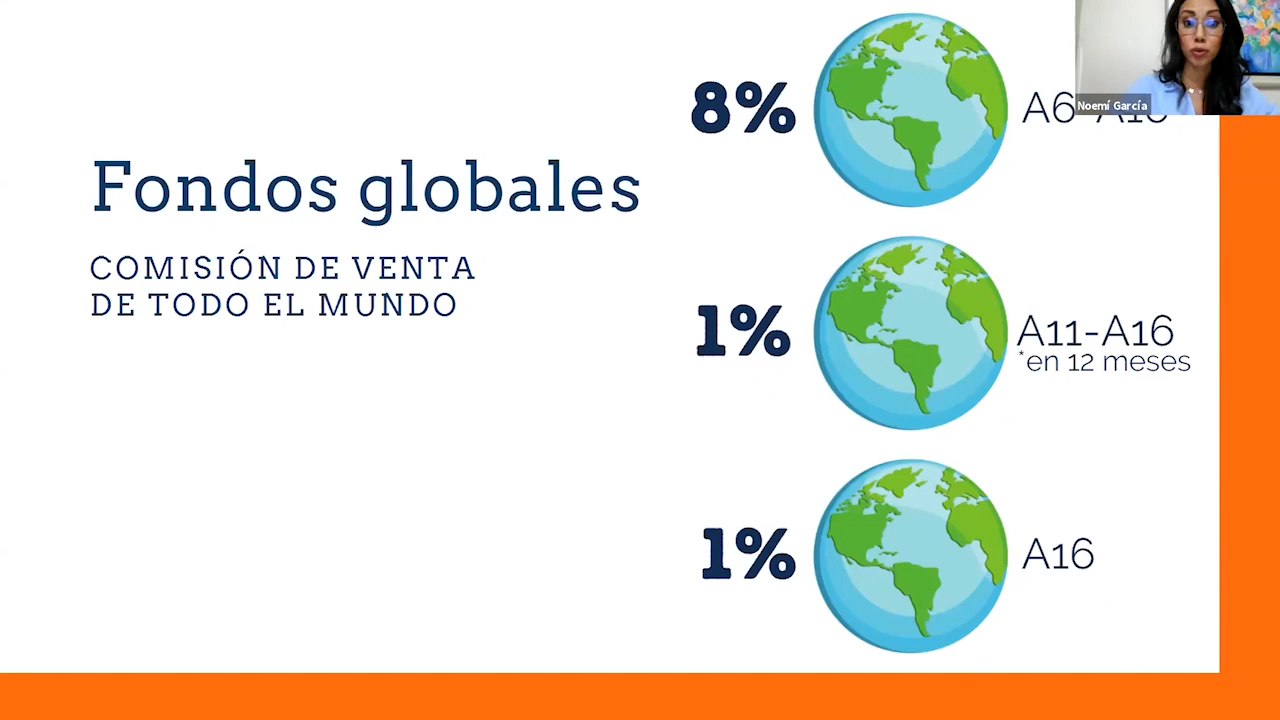 Fondos globales
COMISIÓN DE VENTA
DE TODO EL MUNDO
8%
Noemí García
1%
A11-A16
*en 12 meses
1%
A16